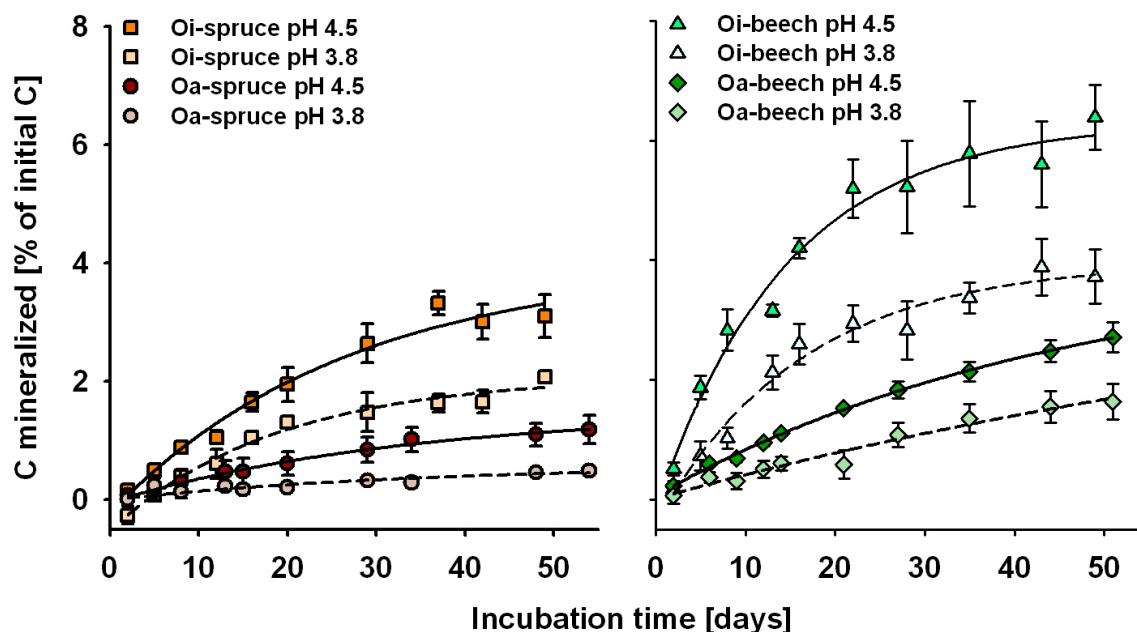 C mineralized [% of initial C]
8
6
4
2
0
Oi-spruce pH 4.5
Oi-spruce pH 3.8
Oa-spruce pH 4.5
Oa-spruce pH 3.8
Oi-beech pH 4.5
Oi-beech pH 3.8
Oa-beech pH 4.5
Oa-beech pH 3.8
0 10 20 30 40 50
0 10 20 30 40 50
Incubation time [days]